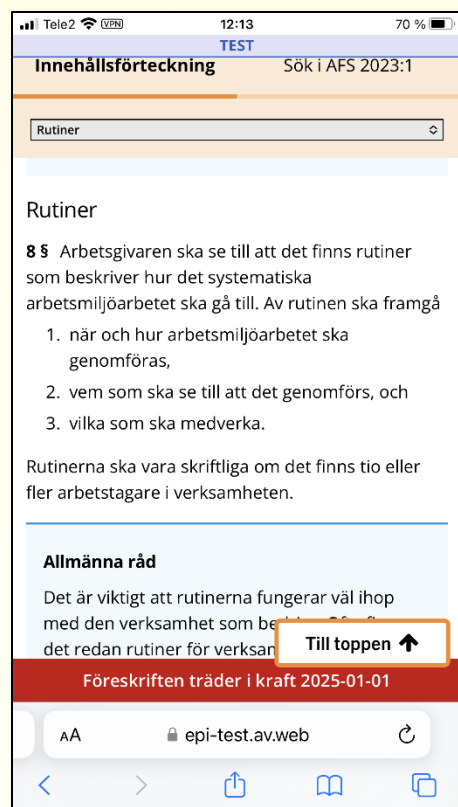 Tele2 VPN 12:13 70 %
TEST
Innehållsförteckning Sök i AFS 2023:1
Rutiner
Rutiner
8 § Arbetsgivaren ska se till att det finns rutiner
som beskriver hur det systematiska
arbetsmiljöarbetet ska gå till. Av rutinen ska framgå
1. när och hur arbetsmiljöarbetet ska
genomföras,
2. vem som ska se till att det genomförs, och
3. vilka som ska medverka.
Rutinerna ska vara skriftliga om det finns tio eller
fler arbetstagare i verksamheten.
Allmänna råd
Det är viktigt att rutinerna fungerar väl ihop
med den verksamhet som
det redan rutiner för
Till toppen
Föreskriften träder i kraft 2025-01-01
AA epi-test.av.web